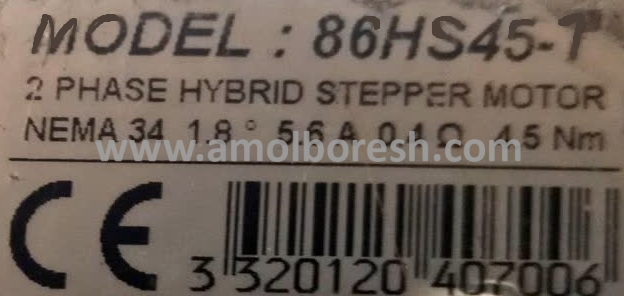 MODEL : 86HS45-T
2 PHASE HYBRID STEPPER MOTOR
NEMA 34 1.8° 5.6 A 0.4 Ω 4.5 Nm
www.amolboresh.com
CE
3 320120 407006